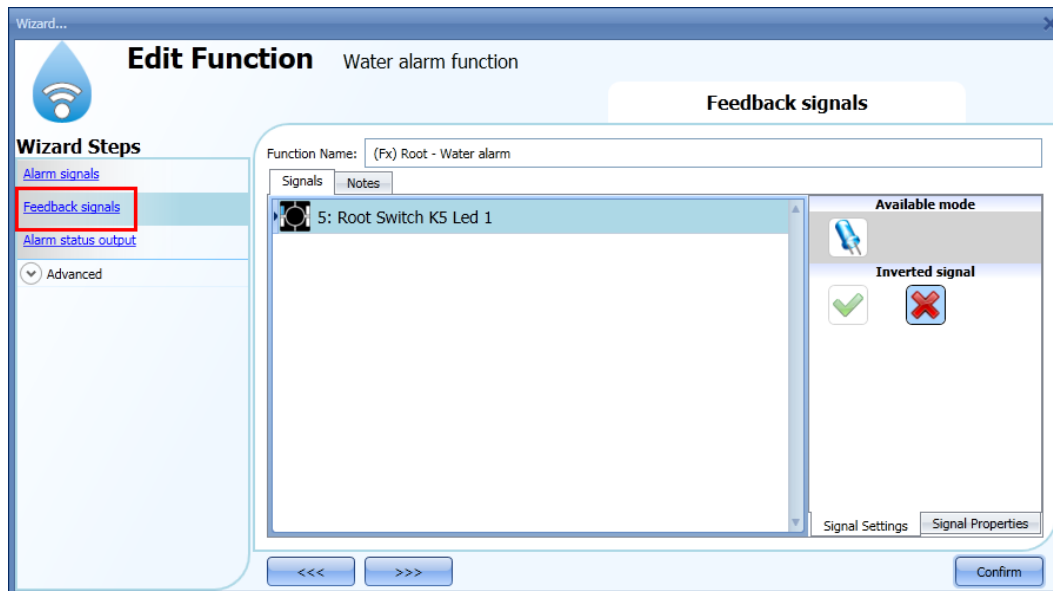 Wizard...
Edit Function Water alarm function
Feedback signals
Wizard Steps
Alarm signals
Feedback signals
Alarm status output
Advanced
Function Name: (Fx) Root - Water alarm
Signals Notes
5: Root Switch K5 Led 1
Available mode
Inverted signal
Signal Settings Signal Properties
<<< >>> Confirm